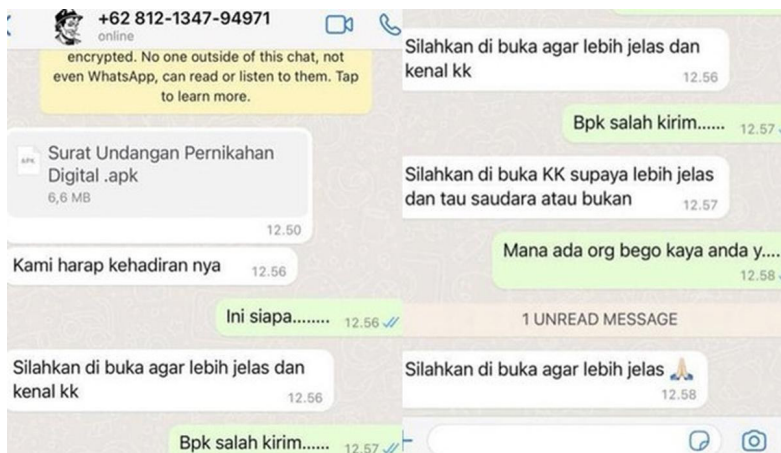 +62 812-1347-94971
online
encrypted. No one outside of this chat, not
even WhatsApp, can read or listen to them. Tap
to learn more.
APK
Surat Undangan Pernikahan
Digital .apk
6,6 MB
12.50
Kami harap kehadiran nya 12.56
Ini siapa........ 12.56
Silahkan di buka agar lebih jelas dan
kenal kk
12.56
Bpk salah kirim...... 12.57
Silahkan di buka agar lebih jelas dan
kenal kk
12.56
Bpk salah kirim...... 12.57
Silahkan di buka KK supaya lebih jelas
dan tau saudara atau bukan
12.57
Mana ada org bego kaya anda y....
12.58
1 UNREAD MESSAGE
Silahkan di buka agar lebih jelas 🙏🏻
12.58